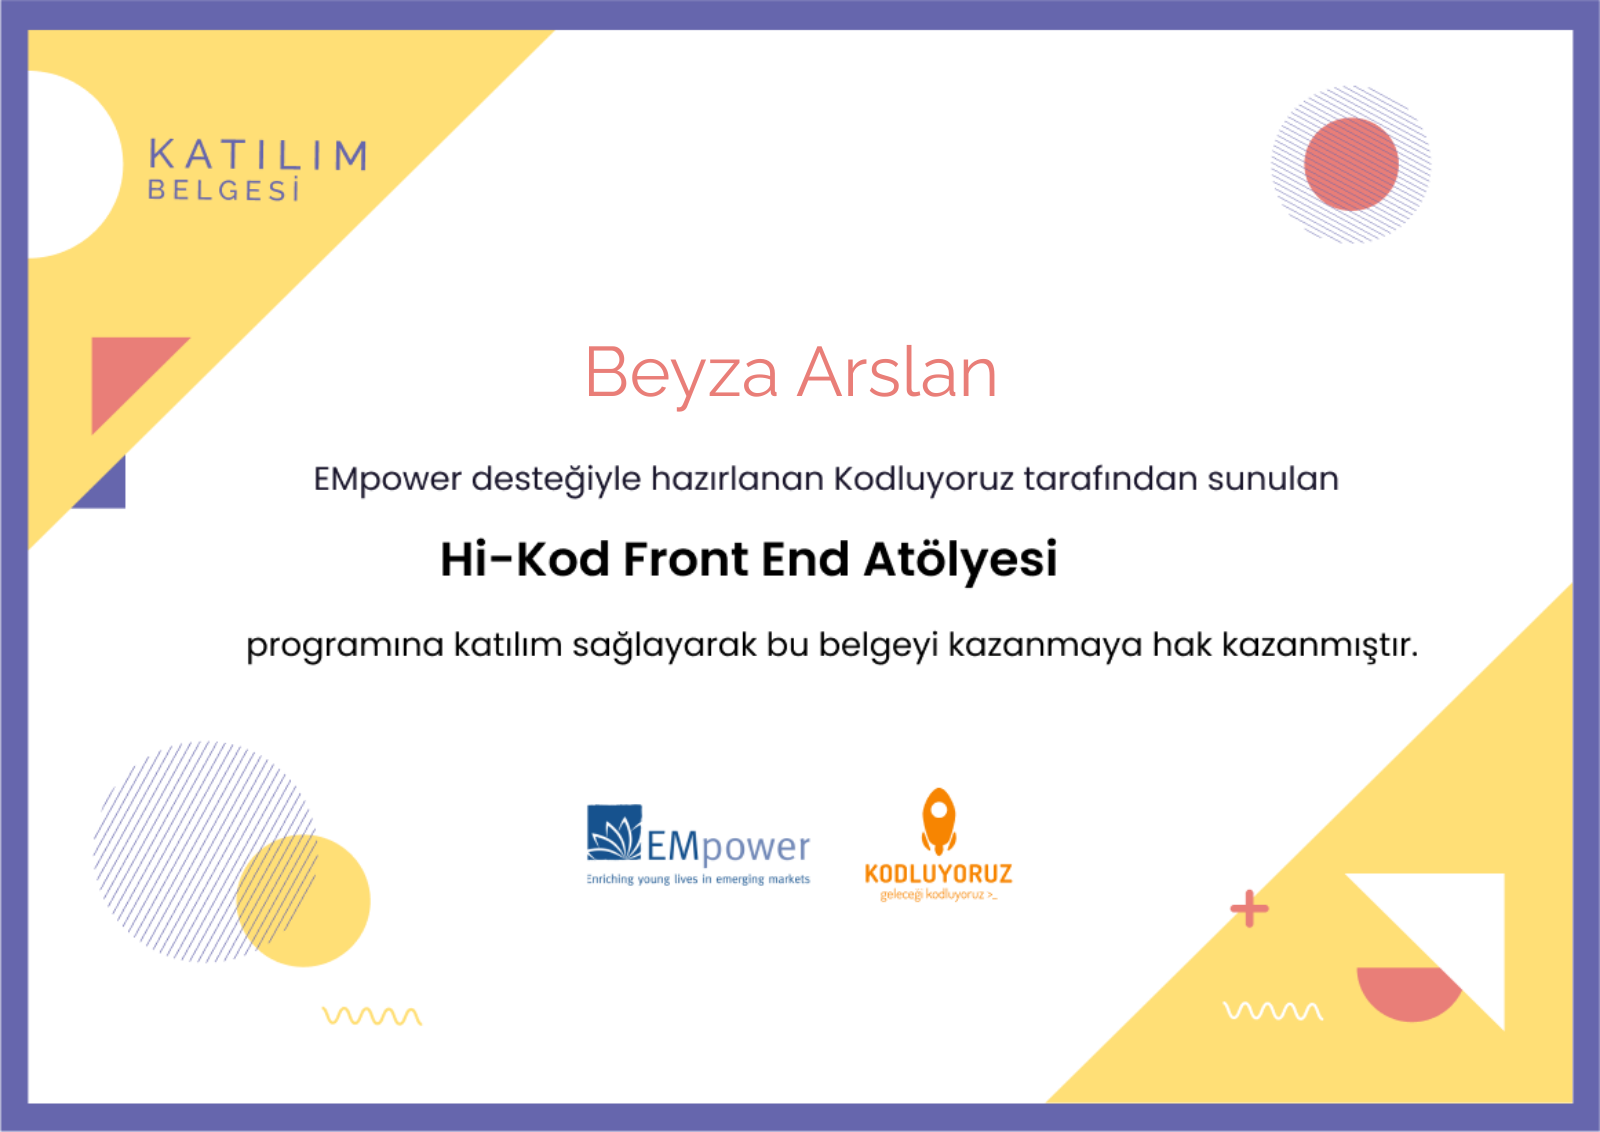 KATILIM
BELGESİ
Beyza Arslan
EMpower desteğiyle hazırlanan Kodluyoruz tarafından sunulan
Hi-Kod Front End Atölyesi
programına katılım sağlayarak bu belgeyi kazanmaya hak kazanmıştır.
EMpower
Enriching young lives in emerging markets
KODLUYORUZ
geleceği kodluyoruz >_